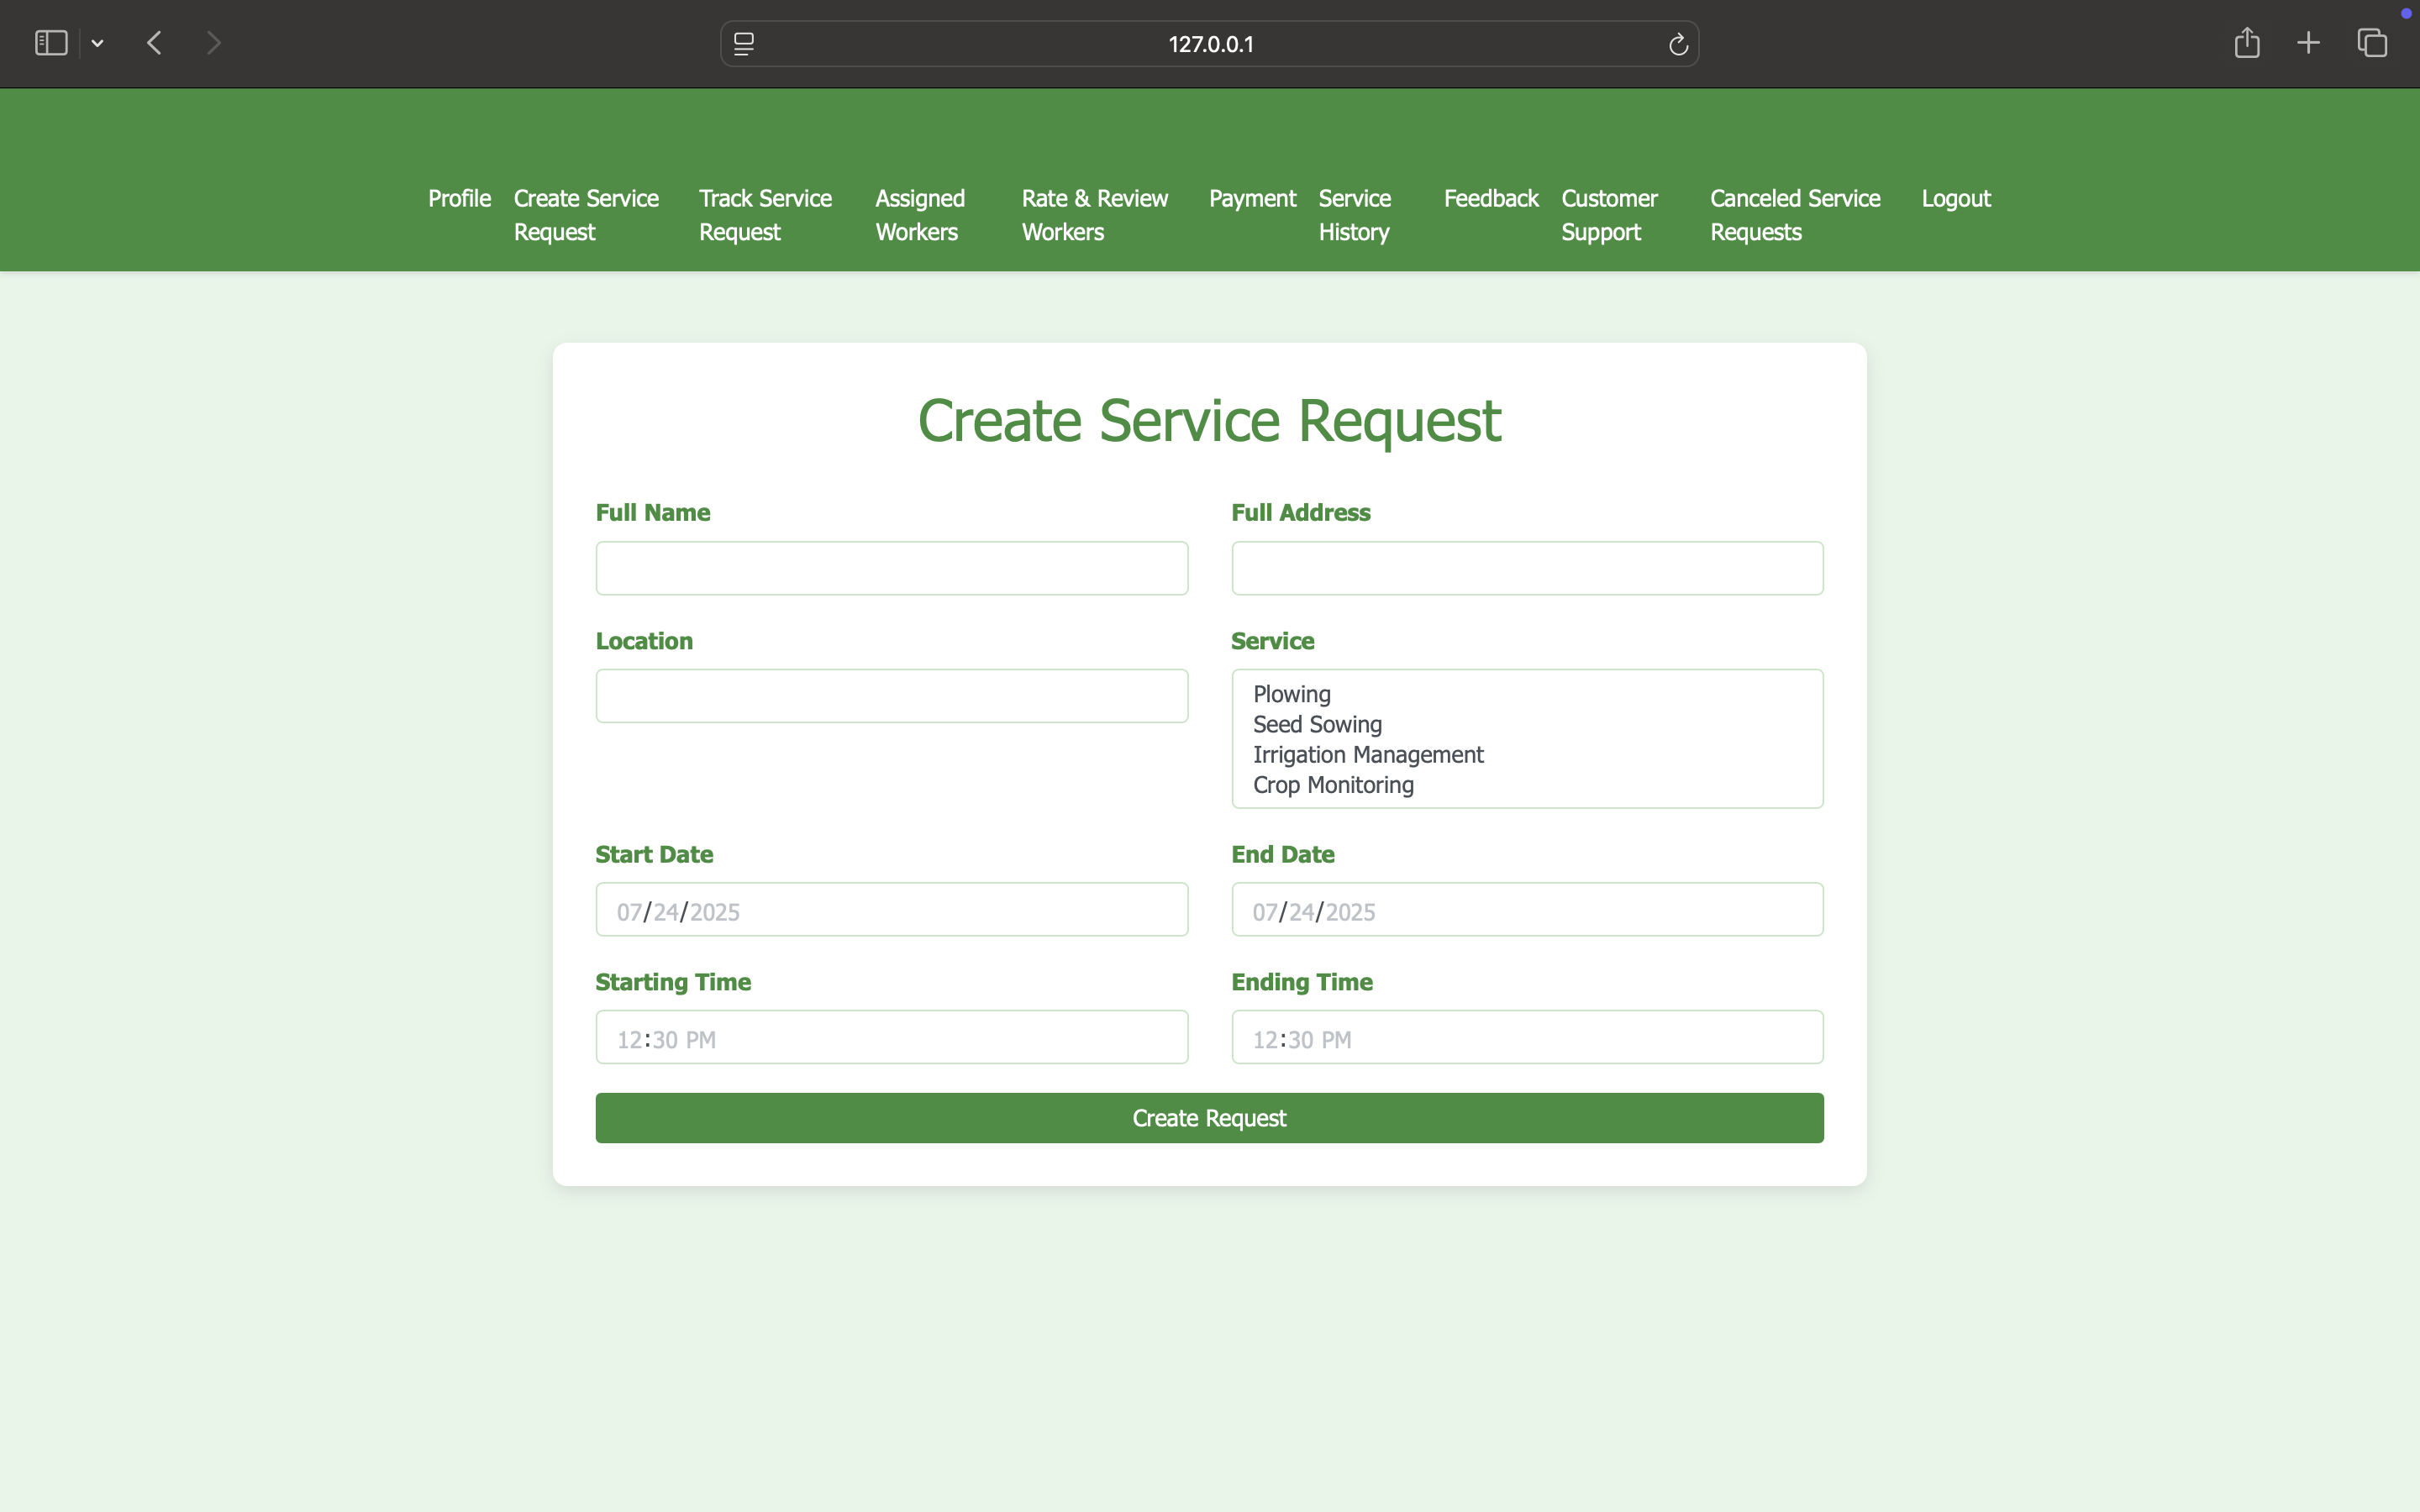 127.0.0.1
Profile Create Service Request Track Service Request Assigned Workers Rate & Review Workers Payment Service History Feedback Customer Support Canceled Service Requests Logout
Create Service Request
Full Name Full Address
Location Service
Plowing
Seed Sowing
Irrigation Management
Crop Monitoring
Start Date End Date
07/24/2025 07/24/2025
Starting Time Ending Time
12:30 PM 12:30 PM
Create Request